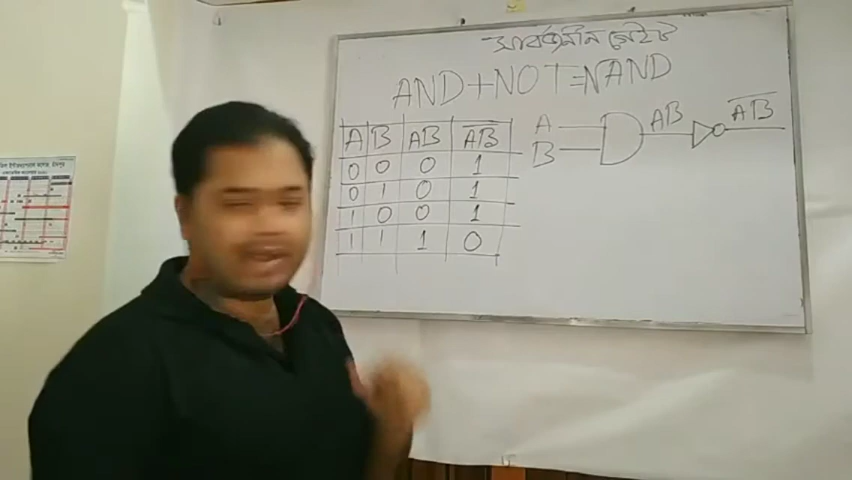 সার্বজনীন গেইট
AND+NOT=NAND
A B AB A̅B̅
0 0 0 1
0 1 0 1
1 0 0 1
1 1 1 0
A
B
AB
A̅B̅